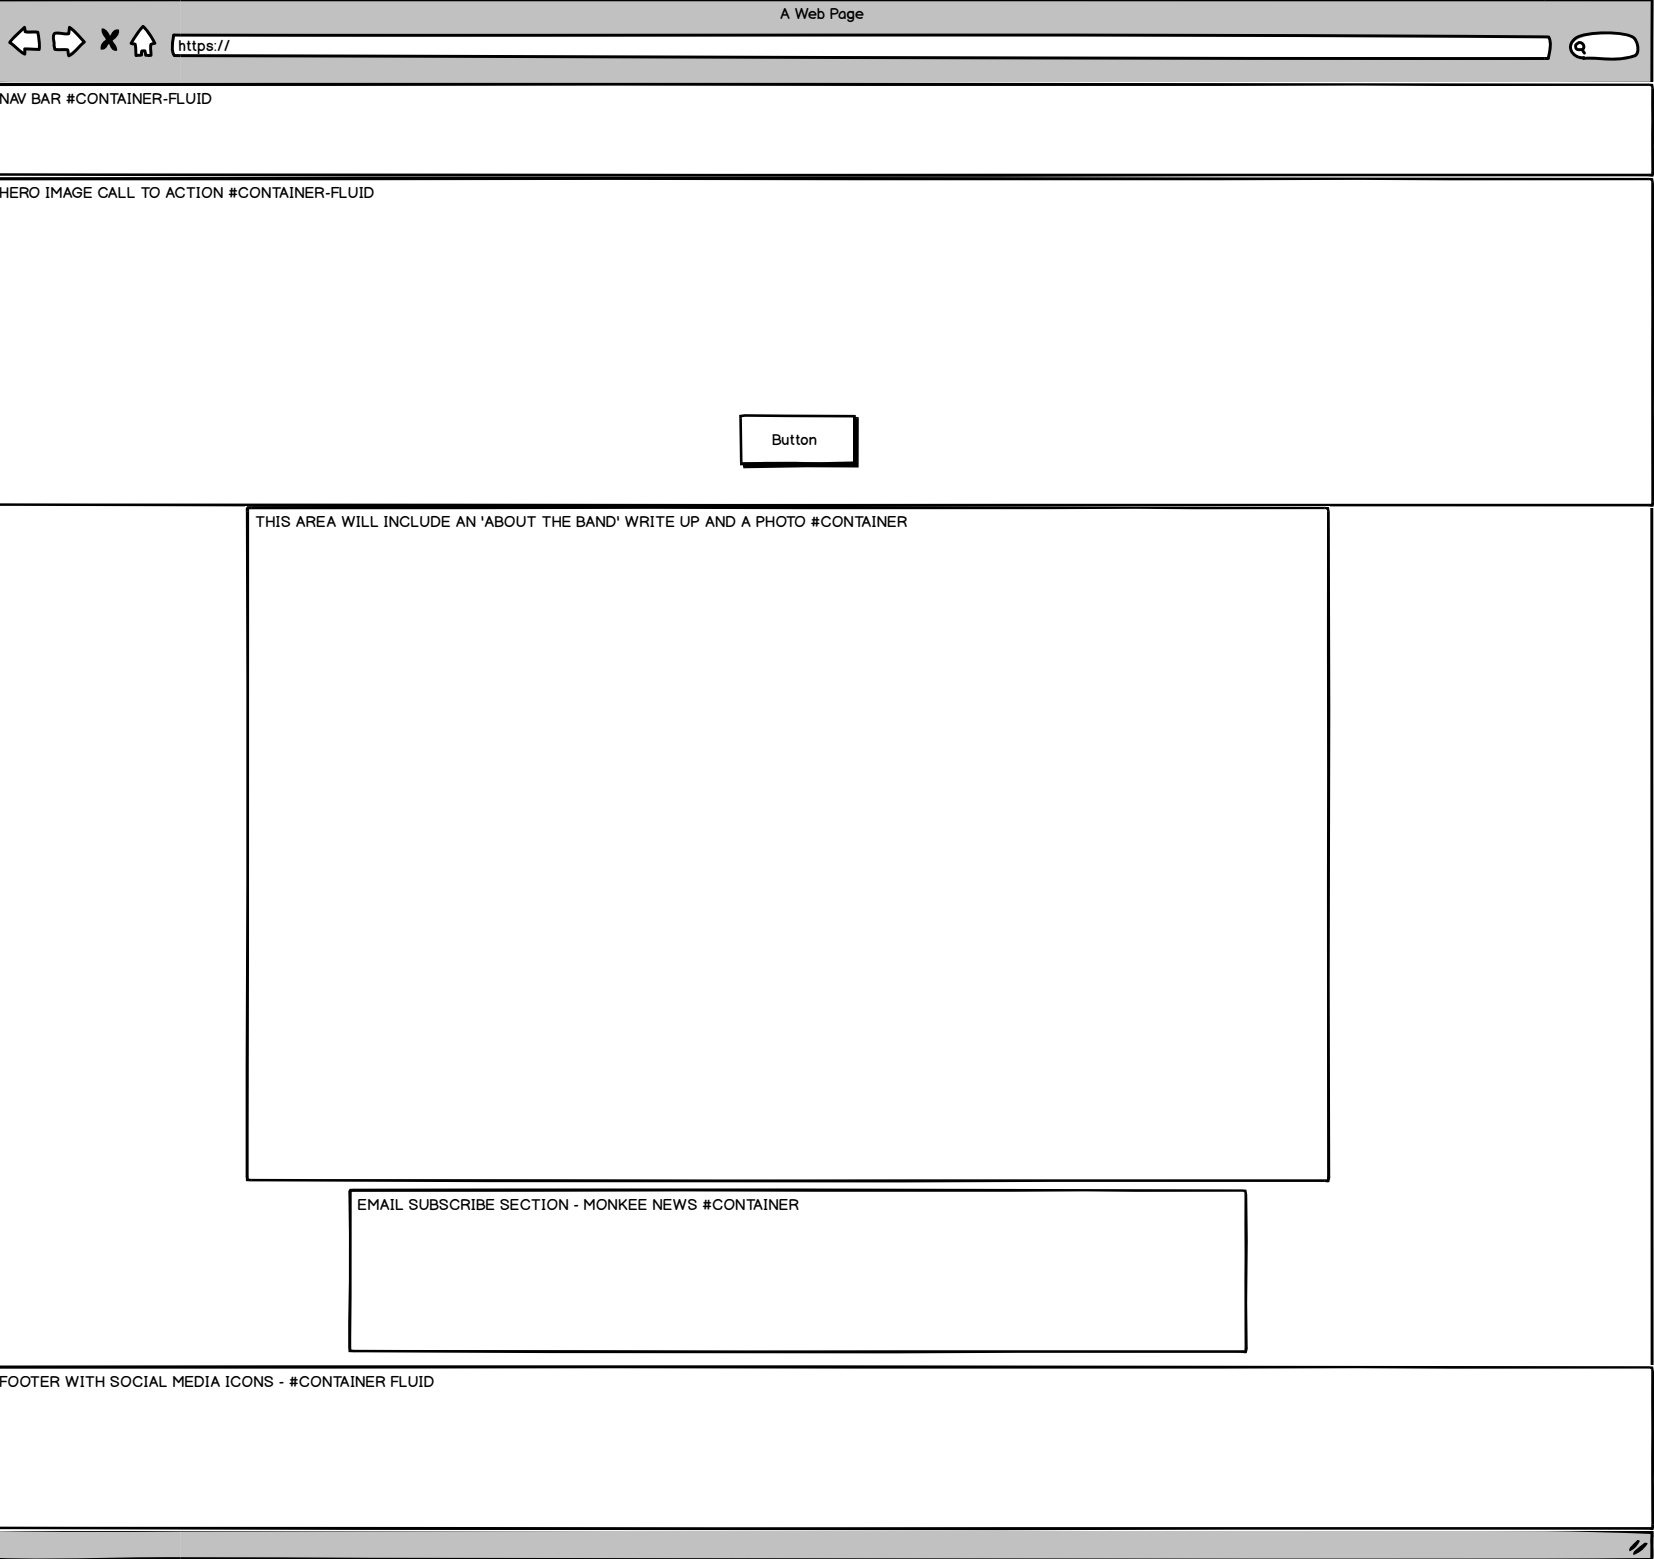 A Web Page
https://
NAV BAR #CONTAINER-FLUID
HERO IMAGE CALL TO ACTION #CONTAINER-FLUID
Button
THIS AREA WILL INCLUDE AN 'ABOUT THE BAND' WRITE UP AND A PHOTO #CONTAINER
EMAIL SUBSCRIBE SECTION - MONKEE NEWS #CONTAINER
FOOTER WITH SOCIAL MEDIA ICONS - #CONTAINER FLUID